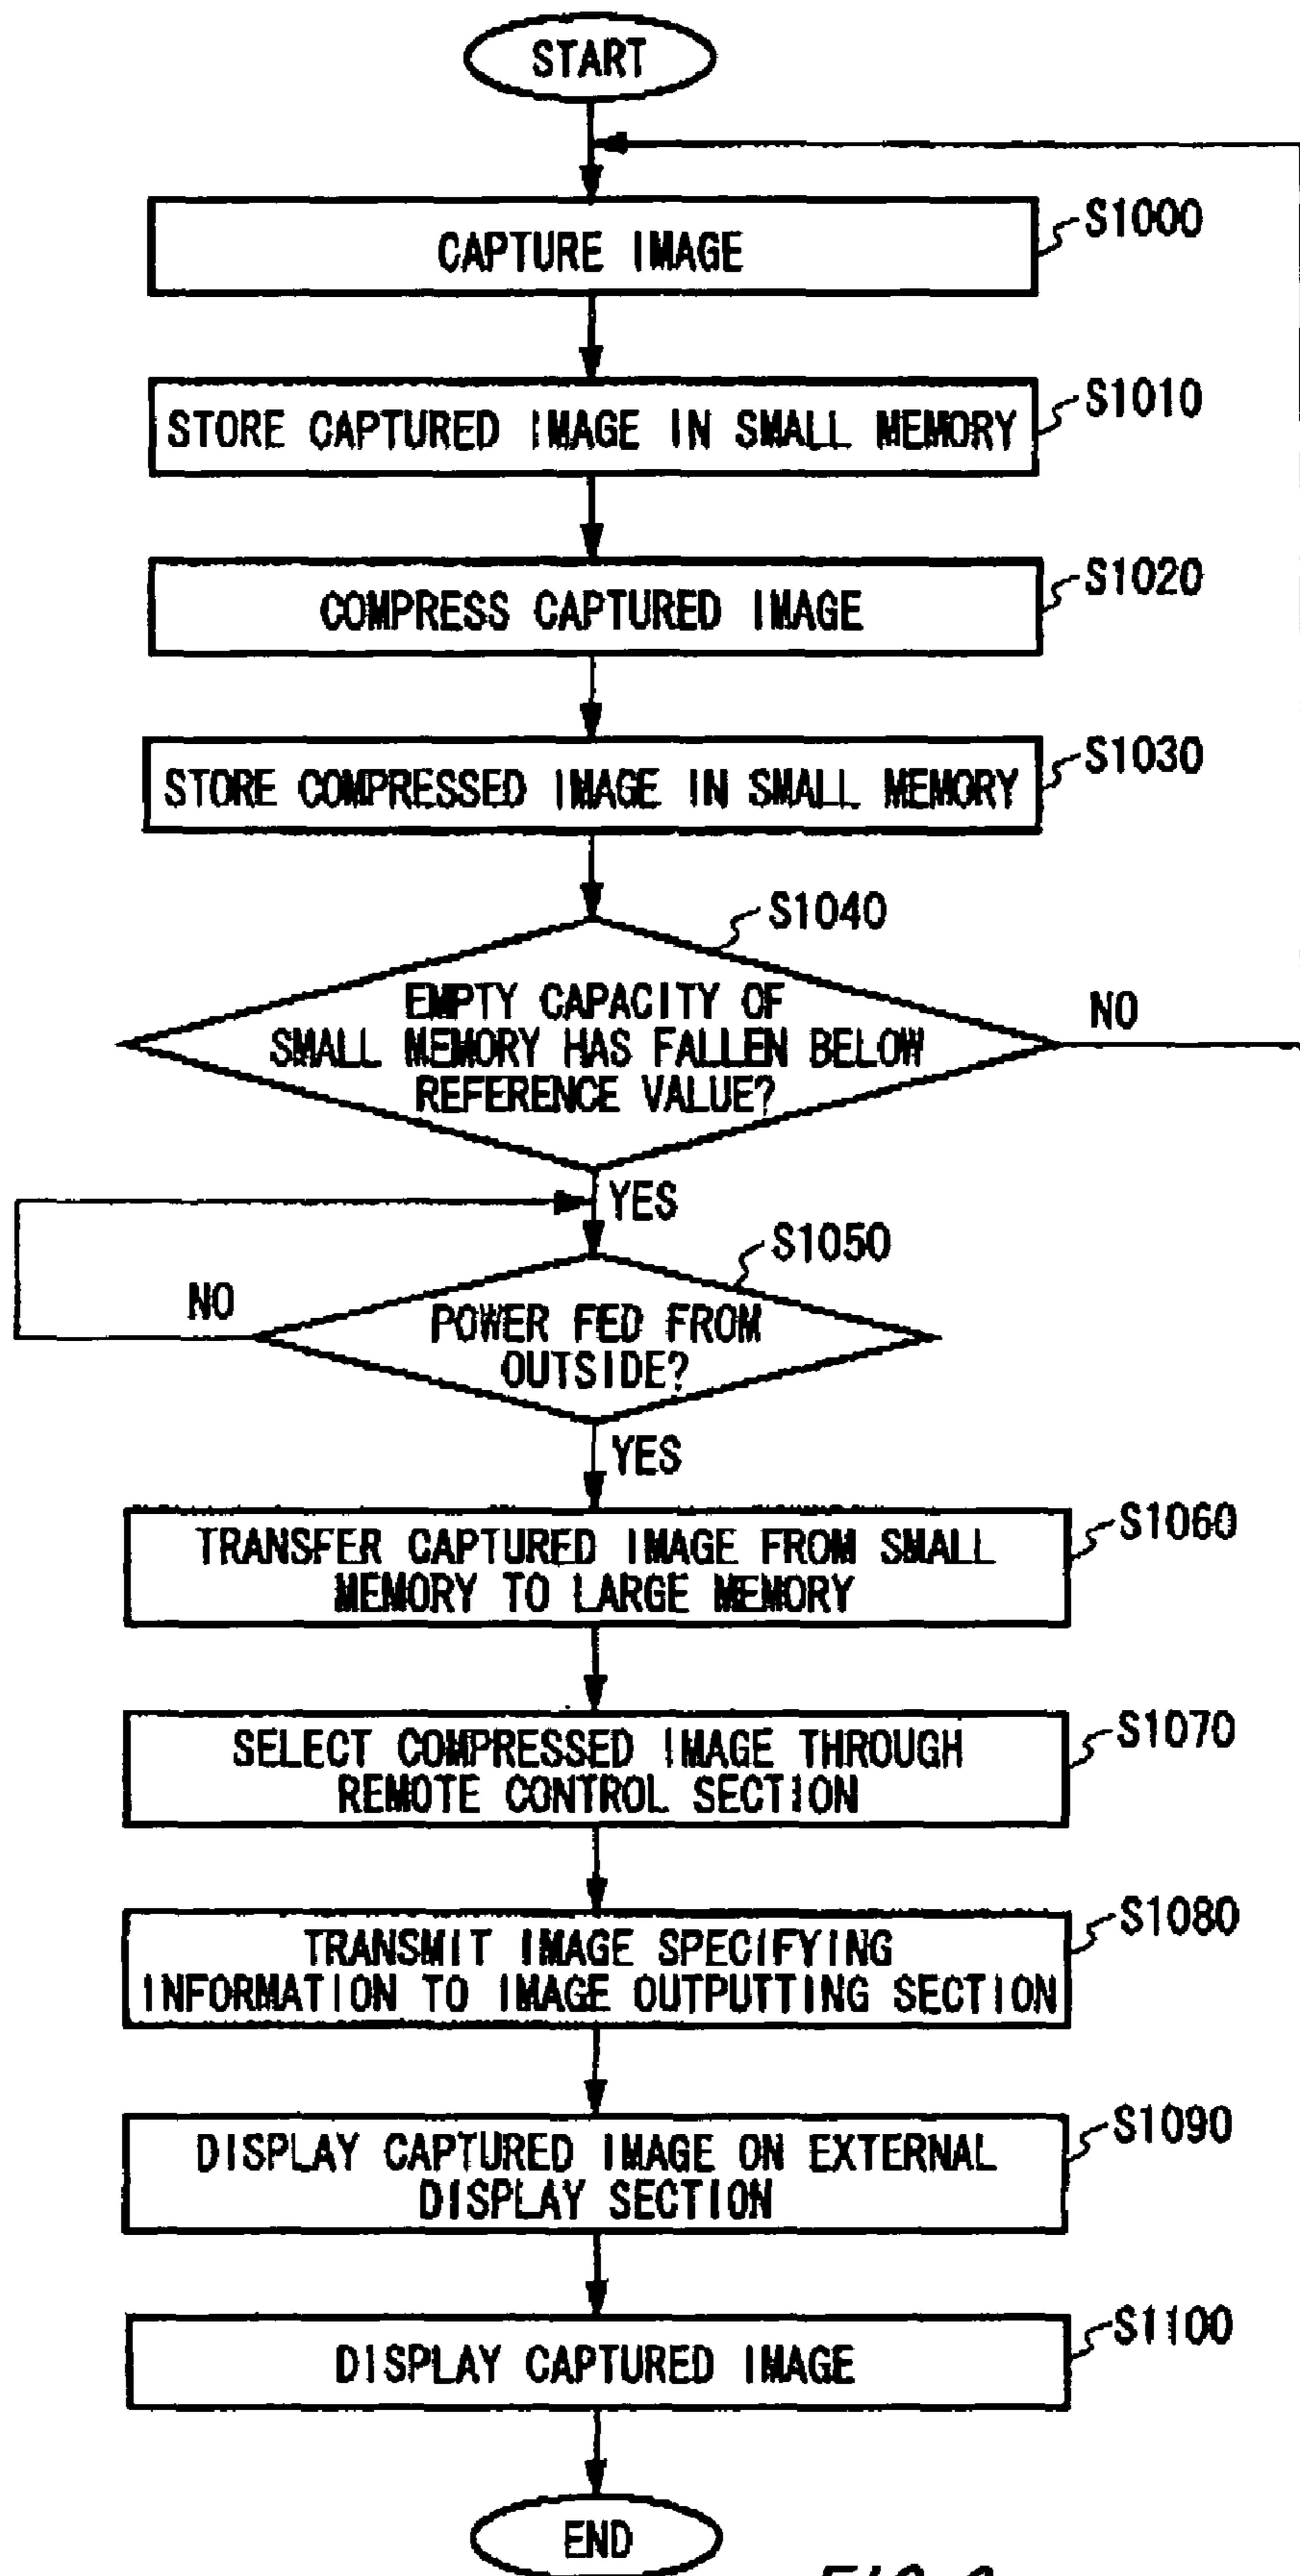 START
CAPTURE IMAGE
S1000
STORE CAPTURED IMAGE IN SMALL MEMORY
S1010
COMPRESS CAPTURED IMAGE
S1020
STORE COMPRESSED IMAGE IN SMALL MEMORY
S1030
S1040
EMPTY CAPACITY OF
SMALL MEMORY HAS FALLEN BELOW
REFERENCE VALUE?
NO
YES
S1050
NO
POWER FED FROM
OUTSIDE?
YES
TRANSFER CAPTURED IMAGE FROM SMALL
MEMORY TO LARGE MEMORY
S1060
SELECT COMPRESSED IMAGE THROUGH
REMOTE CONTROL SECTION
S1070
TRANSMIT IMAGE SPECIFYING
INFORMATION TO IMAGE OUTPUTTING SECTION
S1080
DISPLAY CAPTURED IMAGE ON EXTERNAL
DISPLAY SECTION
S1090
DISPLAY CAPTURED IMAGE
S1100
END